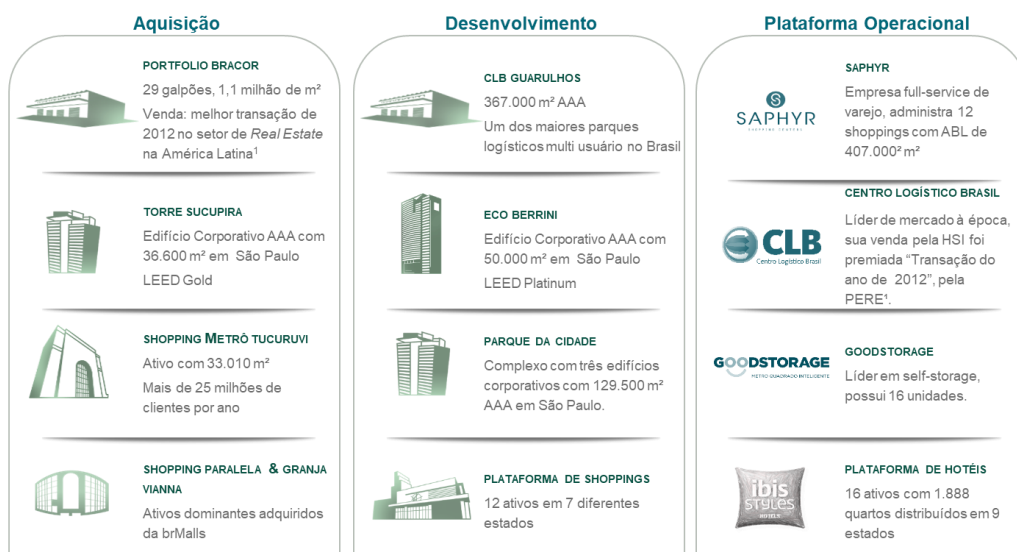 Aquisição
PORTFOLIO BRACOR
29 galpões, 1,1 milhão de m²
Venda: melhor transação de
2012 no setor de Real Estate
na América Latina¹
TORRE SUCUPIRA
Edifício Corporativo AAA com
36.600 m² em São Paulo
LEED Gold
SHOPPING METRÔ TUCURUVI
Ativo com 33.010 m²
Mais de 25 milhões de
clientes por ano
SHOPPING PARALELA & GRANJA
VIANNA
Ativos dominantes adquiridos
da brMalls
Desenvolvimento
CLB GUARULHOS
367.000 m² AAA
Um dos maiores parques
logísticos multi usuário no Brasil
ECO BERRINI
Edifício Corporativo AAA com
50.000 m² em São Paulo
LEED Platinum
PARQUE DA CIDADE
Complexo com três edifícios
corporativos com 129.500 m²
AAA em São Paulo.
PLATAFORMA DE SHOPPINGS
12 ativos em 7 diferentes
estados
Plataforma Operacional
S
SAPHYR
SHOPPING CENTERS
SAPHYR
Empresa full-service de
varejo, administra 12
shoppings com ABL de
407.000² m²
CLB
Centro Logístico Brasil
CENTRO LOGÍSTICO BRASIL
Líder de mercado à época,
sua venda pela HSI foi
premiada “Transação do
ano de 2012”, pela
PERE¹.
GOODSTORAGE
METRO QUADRADO INTELIGENTE
GOODSTORAGE
Líder em self-storage,
possui 16 unidades.
ibis
STYLES
HOTELS
PLATAFORMA DE HOTÉIS
16 ativos com 1.888
quartos distribuídos em 9
estados